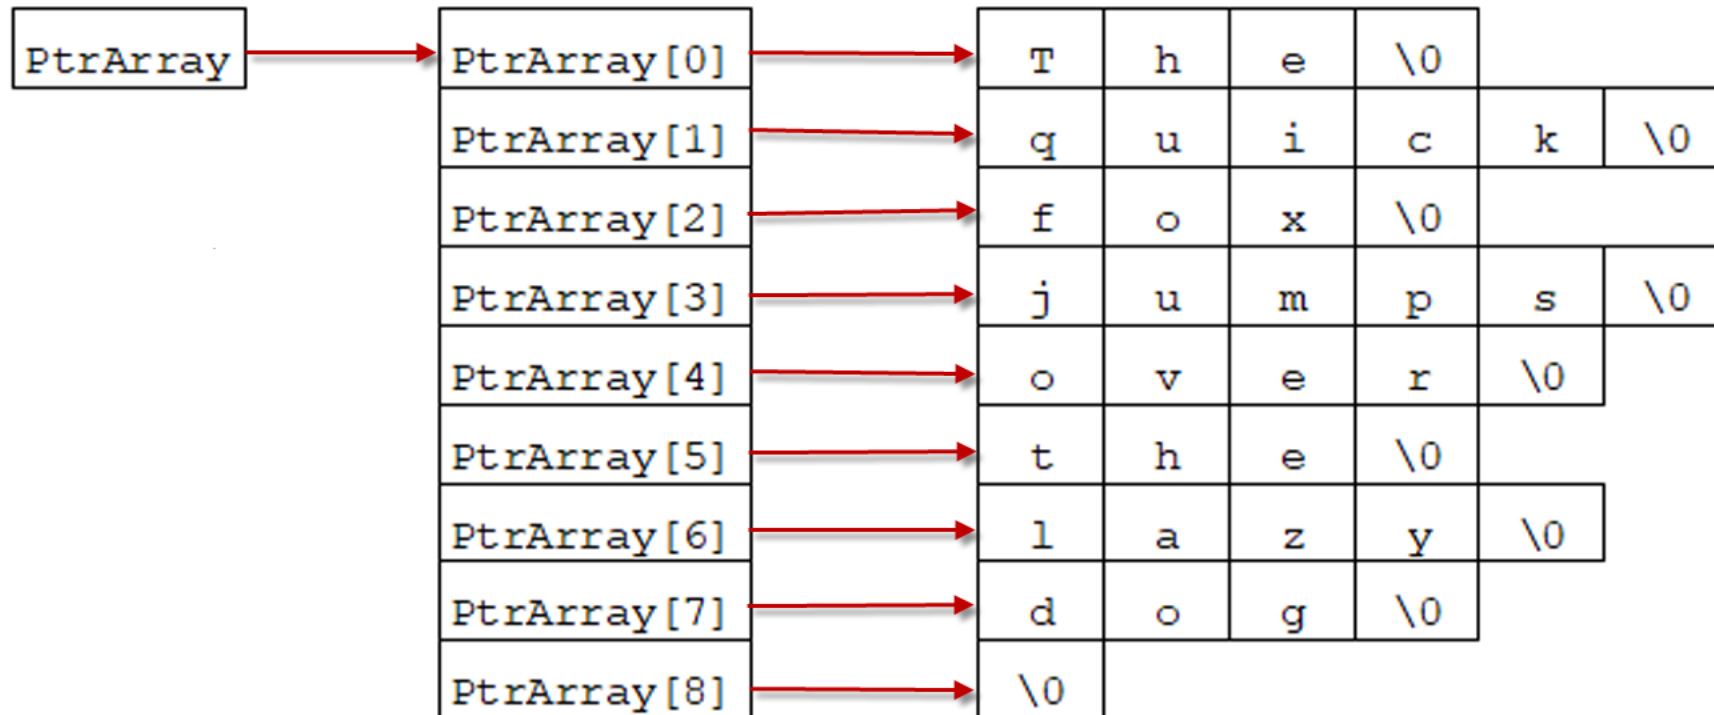 PtrArray PtrArray[0] T h e \0
PtrArray[1] q u i c k \0
PtrArray[2] f o x \0
PtrArray[3] j u m p s \0
PtrArray[4] o v e r \0
PtrArray[5] t h e \0
PtrArray[6] l a z y \0
PtrArray[7] d o g \0
PtrArray[8] \0